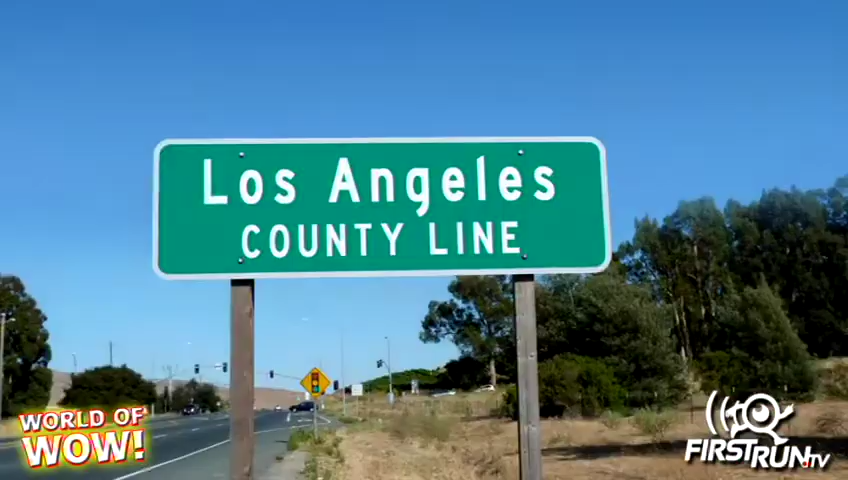 Los Angeles
COUNTY LINE
WORLD OF
WOW!
FIRSTRUN.TV